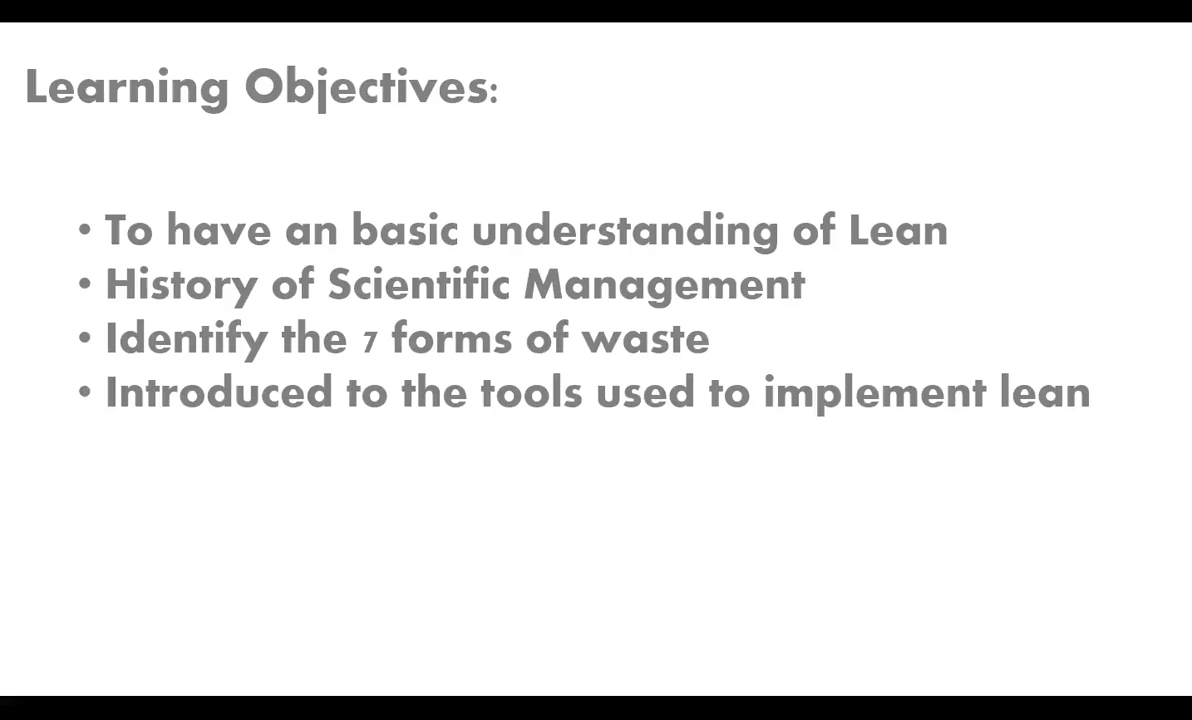 Learning Objectives:
• To have an basic understanding of Lean
• History of Scientific Management
• Identify the 7 forms of waste
• Introduced to the tools used to implement lean